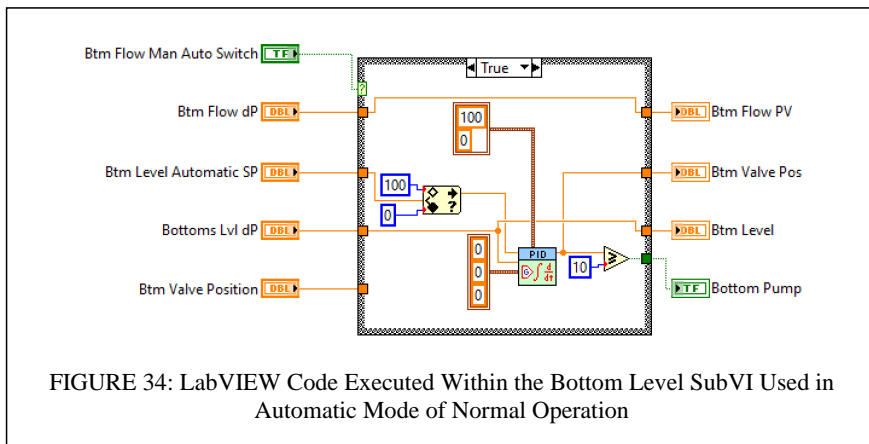 Btm Flow Man Auto Switch
TF
True
?
Btm Flow dP
DBL
100
0
DBL
Btm Flow PV
Btm Level Automatic SP
DBL
100
0
?
DBL
Btm Valve Pos
Bottoms Lvl dP
DBL
DBL
Btm Level
0
0
0
PID
d
dt
10
≥
Btm Valve Position
DBL
TF
Bottom Pump
FIGURE 34: LabVIEW Code Executed Within the Bottom Level SubVI Used in
Automatic Mode of Normal Operation